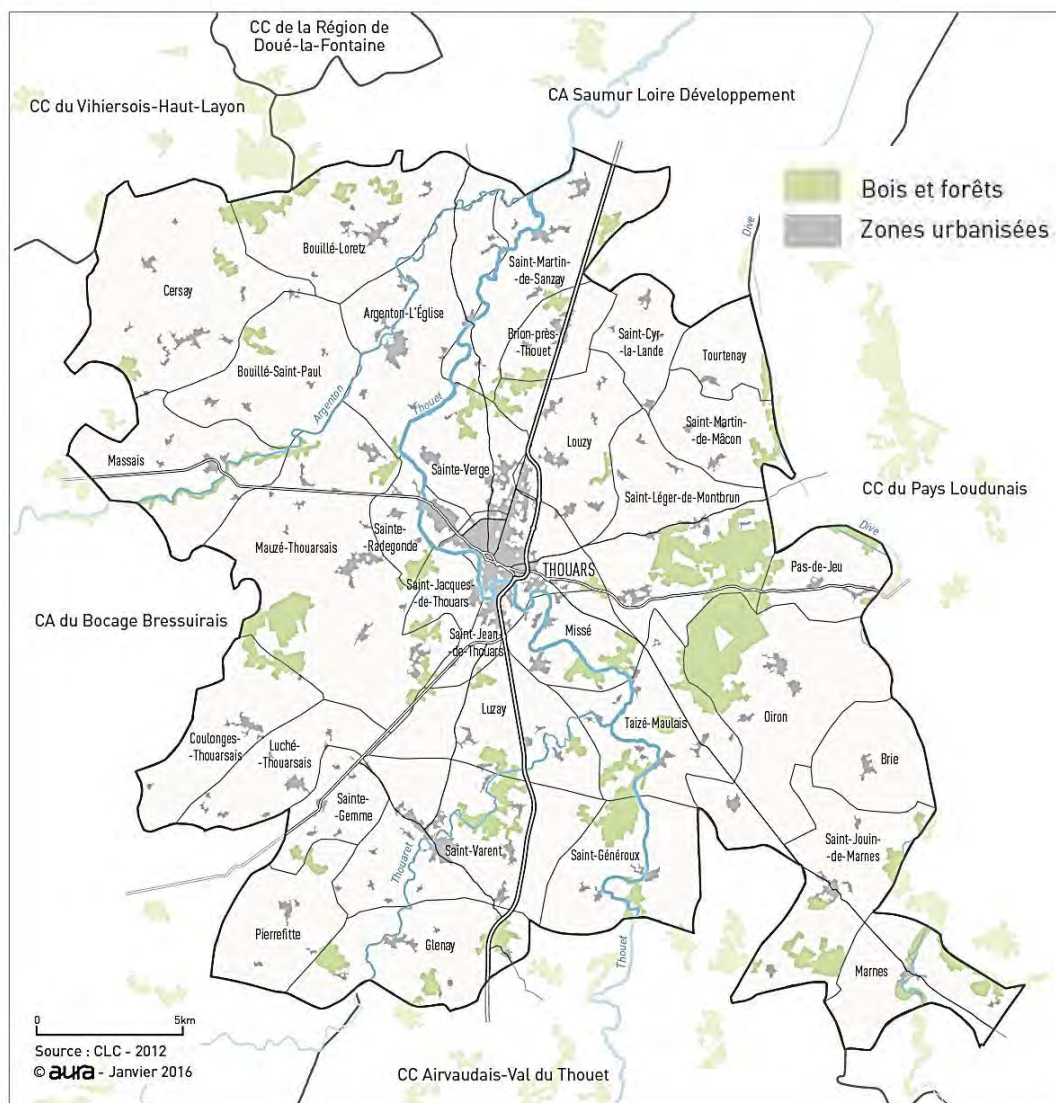 CC de la Région de
Doué-la-Fontaine
CC du Vihiersois-Haut-Layon
CA Saumur Loire Développement
Bois et forêts
Zones urbanisées
Dive
Bouillé-Loretz
Saint-Martin-
-de-Sanzay
Cersay
Argenton-L'Église
Brion-près-
-Thouet
Saint-Cyr-
-la-Lande
Tourtenay
Bouillé-Saint-Paul
Argenton
Thouet
Saint-Martin-
-de-Mâcon
Louzy
Massais
Sainte-Verge
Saint-Léger-de-Montbrun
CC du Pays Loudunais
Sainte-
-Radegonde
Mauzé-Thouarsais
Dive
THOUARS
Pas-de-Jeu
Saint-Jacques-
-de-Thouars
CA du Bocage Bressuirais
Saint-Jean-
-de-Thouars
Missé
Luzay
Taizé-Maulais
Oiron
Coulonges-
-Thouarsais
Luché-
-Thouarsais
Brie
Sainte-
-Gemme
Saint-Varent
Saint-Généroux
Saint-Jouin-
-de-Marnes
Thouaret
Pierrefitte
Glenay
Thouet
Marnes
0 5km
Source : CLC - 2012
© aura - Janvier 2016
CC Airvaudais-Val du Thouet